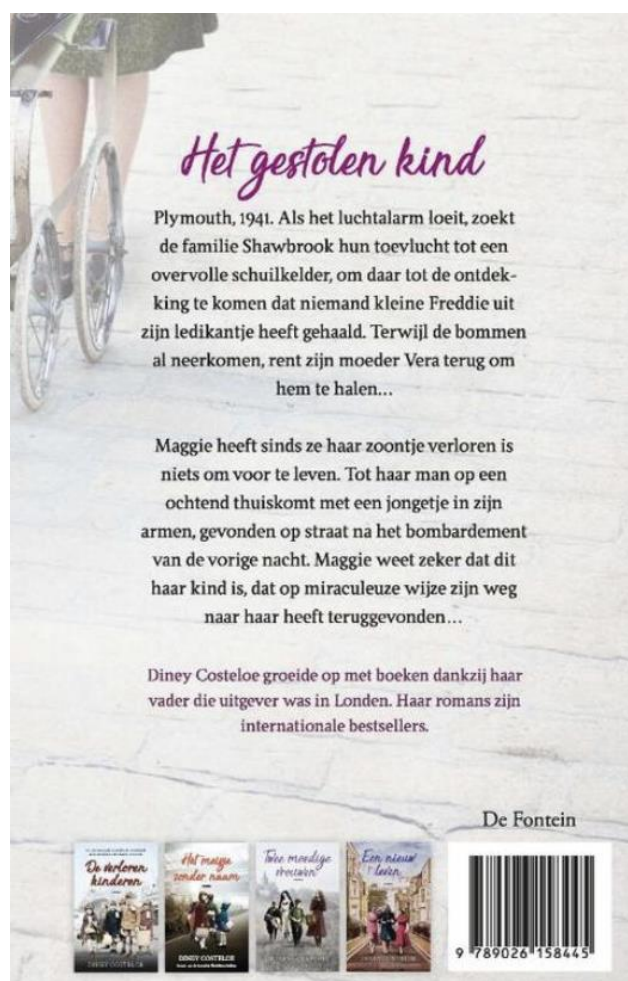 Het gestolen kind
Plymouth, 1941. Als het luchtalarm loeit, zoekt
de familie Shawbrook hun toevlucht tot een
overvolle schuilkelder, om daar tot de ontdek-
king te komen dat niemand kleine Freddie uit
zijn ledikantje heeft gehaald. Terwijl de bommen
al neerkomen, rent zijn moeder Vera terug om
hem te halen...
Maggie heeft sinds ze haar zoontje verloren is
niets om voor te leven. Tot haar man op een
ochtend thuiskomt met een jongetje in zijn
armen, gevonden op straat na het bombardement
van de vorige nacht. Maggie weet zeker dat dit
haar kind is, dat op miraculeuze wijze zijn weg
naar haar heeft teruggevonden...
Diney Costeloe groeide op met boeken dankzij haar
vader die uitgever was in Londen. Haar romans zijn
internationale bestsellers.
De Fontein
De verloren
kinderen
DINEY COSTELOE
Het meisje
zonder naam
DINEY COSTELOE
Twee moedige
vrouwen
Een nieuw
leven
9 789026 158445